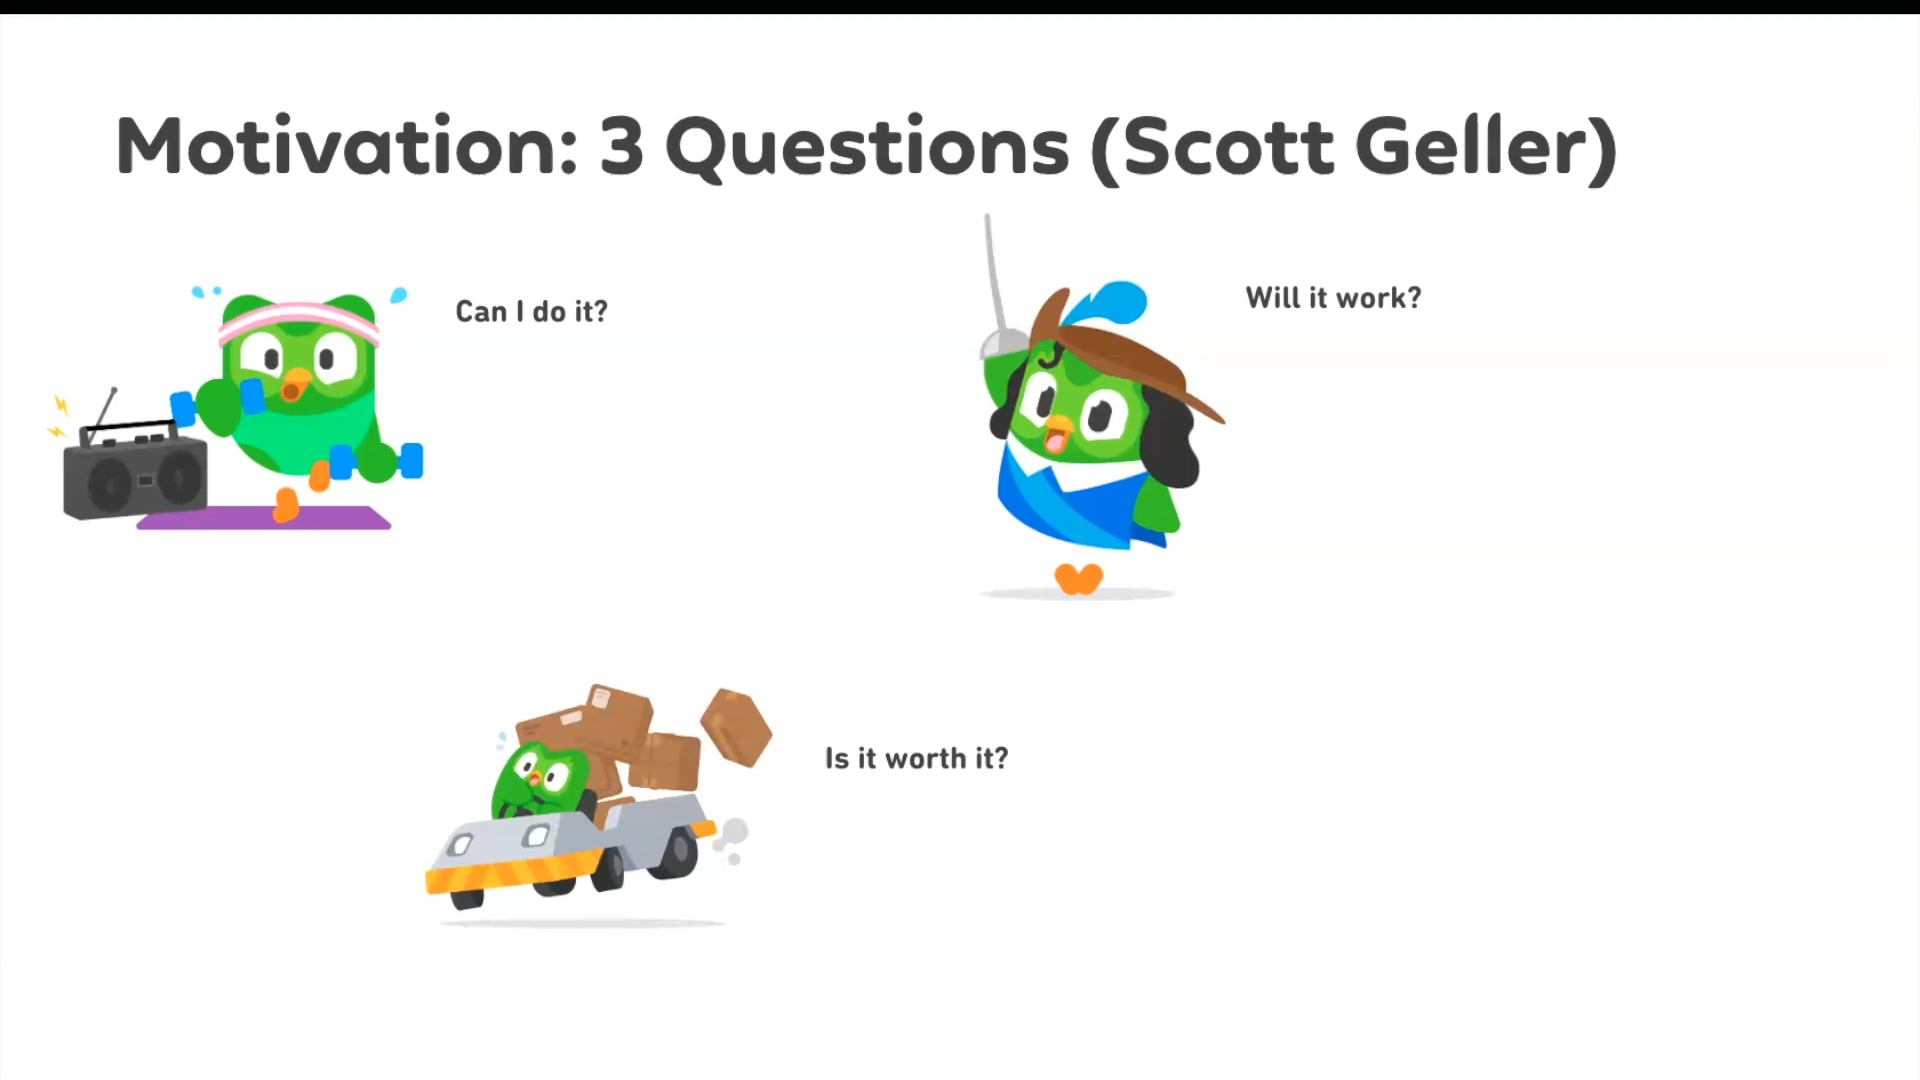 Motivation: 3 Questions (Scott Geller)
Can I do it?
Will it work?
Is it worth it?